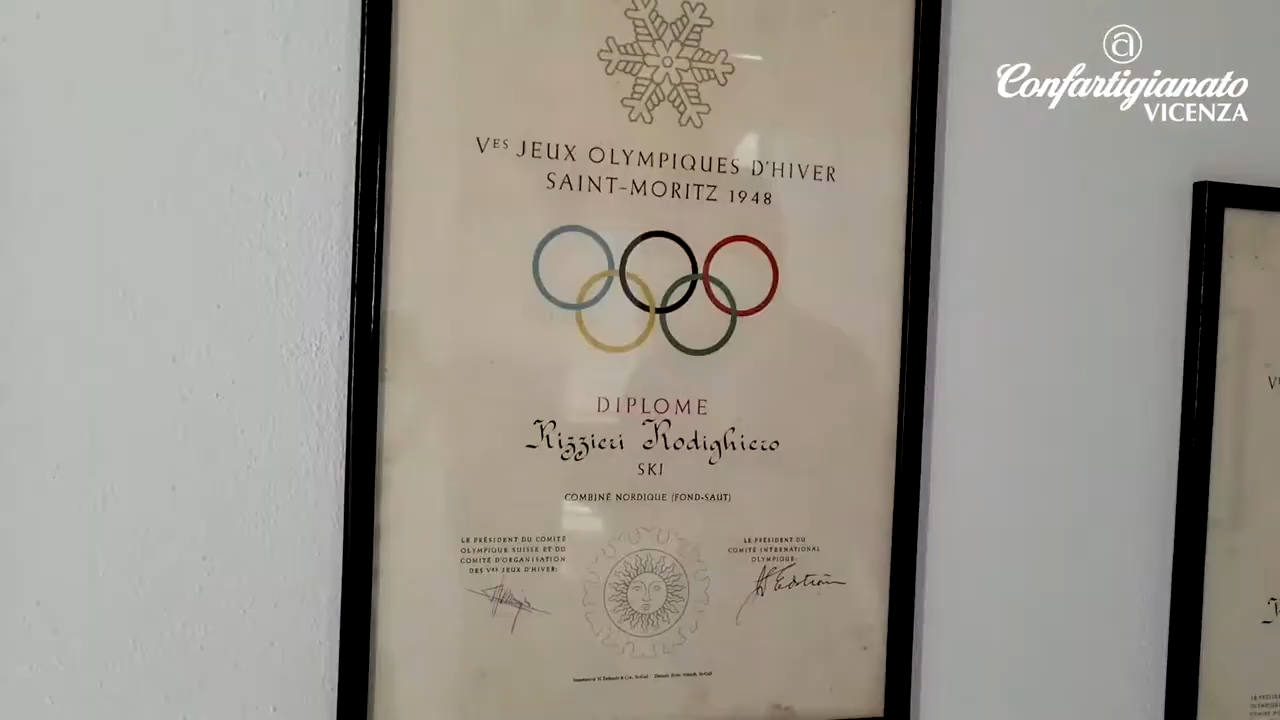 Confartigianato
VICENZA
Vᴱˢ JEUX OLYMPIQUES D'HIVER
SAINT-MORITZ 1948
DIPLOME
Rizzieri Rodighiero
SKI
COMBINÉ NORDIQUE (FOND-SAUT)
LE PRÉSIDENT DU COMITÉ
OLYMPIQUE SUISSE ET DU
COMITÉ D'ORGANISATION
DES Vᴱˢ JEUX D'HIVER:
LE PRÉSIDENT DU
COMITÉ INTERNATIONAL
OLYMPIQUE: